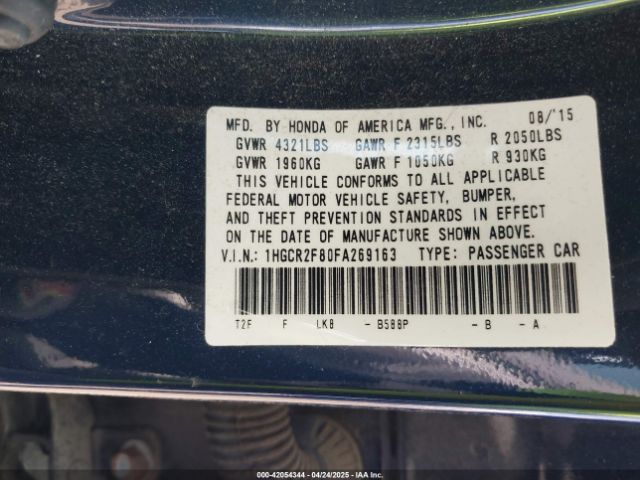 MFD. BY HONDA OF AMERICA MFG., INC. 08/'15
GVWR 4321LBS GAWR F 2315LBS R 2050LBS
GVWR 1960KG GAWR F 1050KG R 930KG
THIS VEHICLE CONFORMS TO ALL APPLICABLE
FEDERAL MOTOR VEHICLE SAFETY, BUMPER,
AND THEFT PREVENTION STANDARDS IN EFFECT
ON THE DATE OF MANUFACTURE SHOWN ABOVE.
V.I.N.: 1HGCR2F80FA269163 TYPE: PASSENGER CAR
T2F F LK8 - B588P - B - A
000-42054344 - 04/24/2025 - IAA Inc.